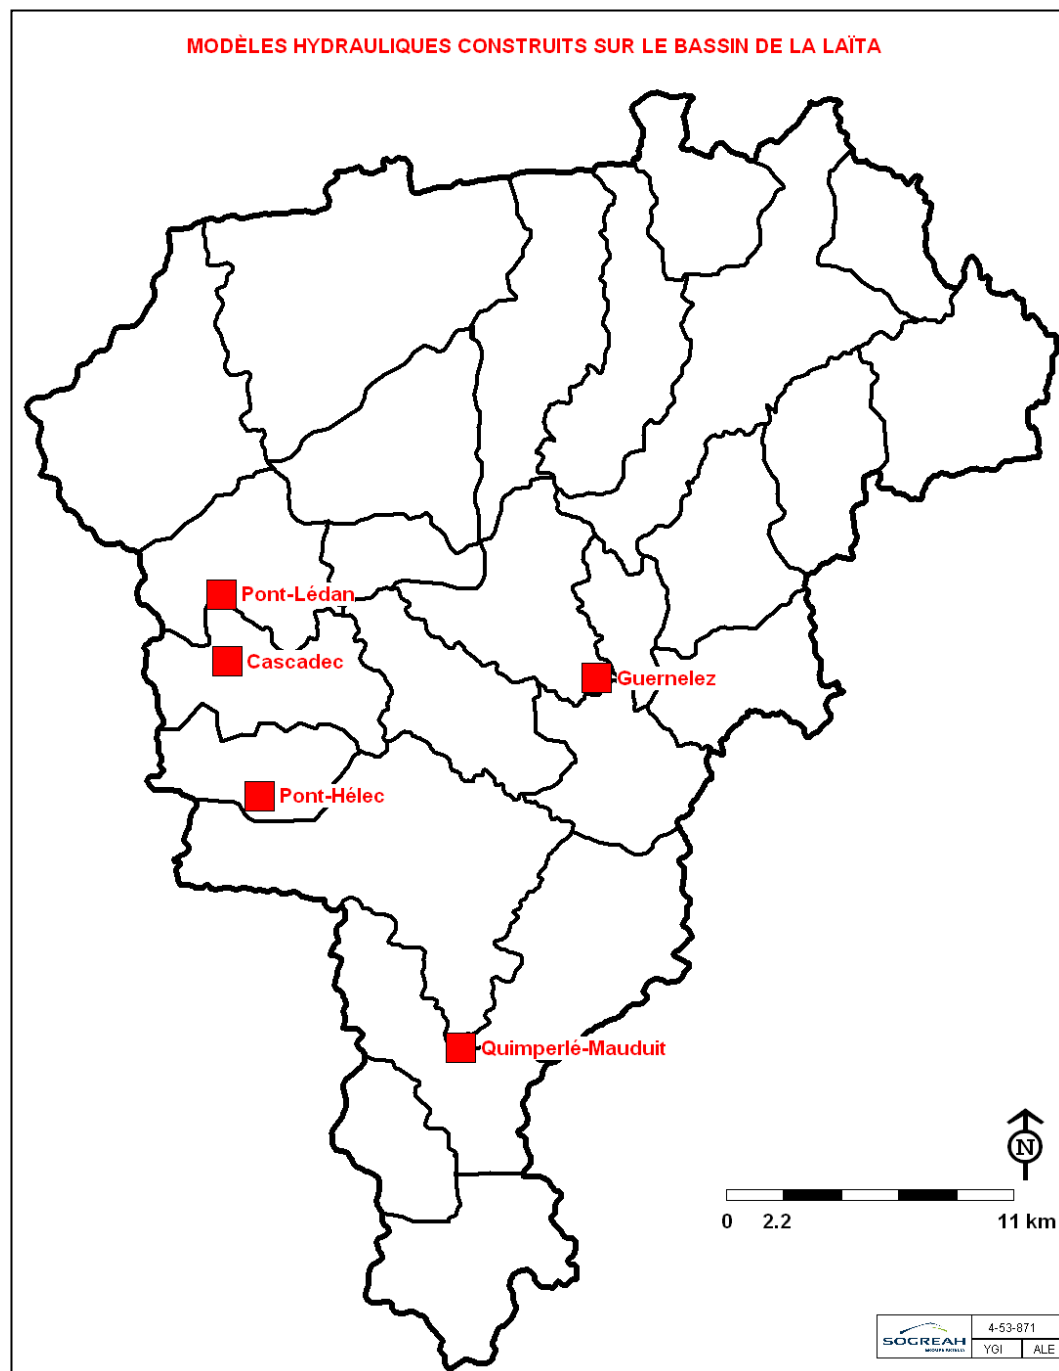 MODÈLES HYDRAULIQUES CONSTRUITS SUR LE BASSIN DE LA LAÏTA
Pont-Lédan
Cascadec
Guernelez
Pont-Hélec
Quimperlé-Mauduit
N
0 2.2 11 km
4-53-871
SOGREAH
YGI ALE